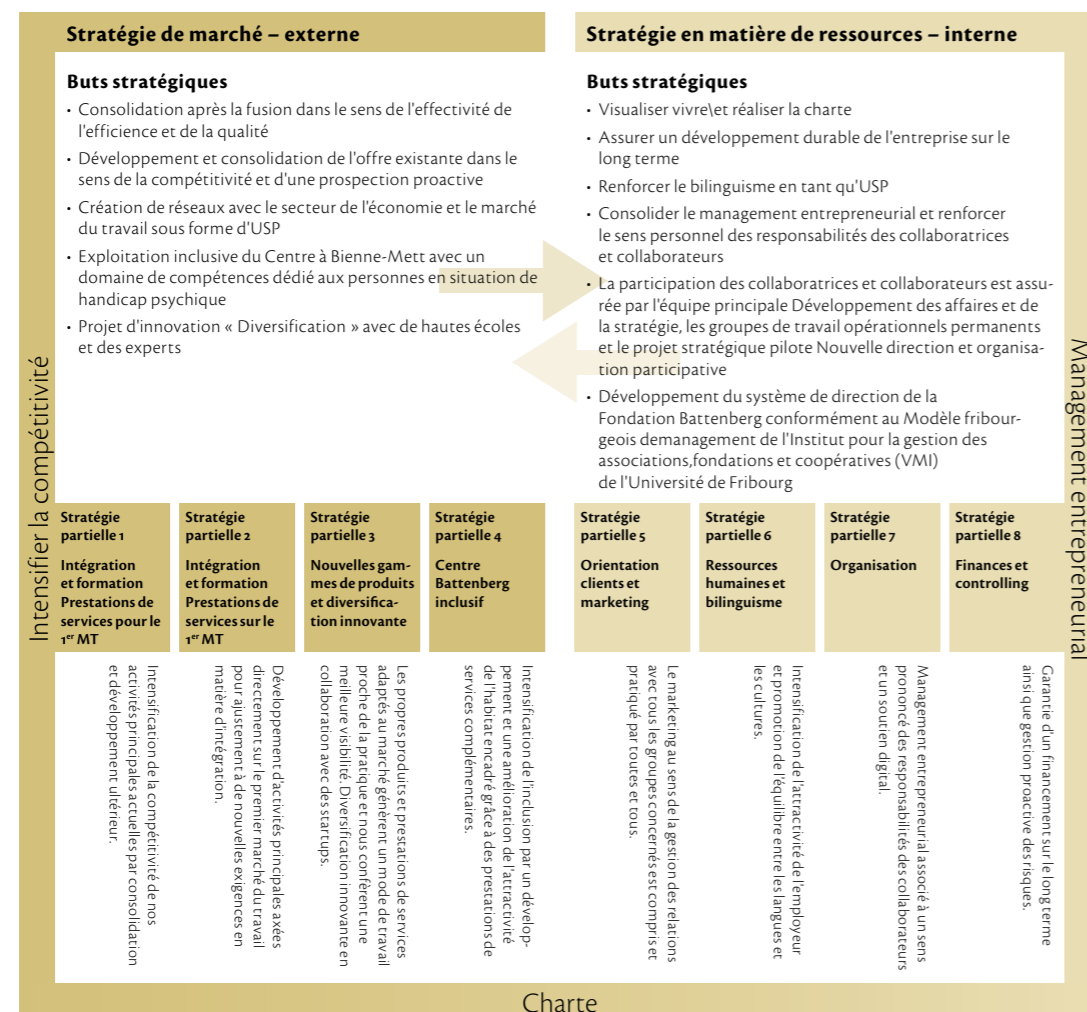 Stratégie de marché – externe
Buts stratégiques
• Consolidation après la fusion dans le sens de l'effectivité de
l'efficience et de la qualité
• Développement et consolidation de l'offre existante dans le
sens de la compétitivité et d'une prospection proactive
• Création de réseaux avec le secteur de l'économie et le marché
du travail sous forme d'USP
• Exploitation inclusive du Centre à Bienne-Mett avec un
domaine de compétences dédié aux personnes en situation de
handicap psychique
• Projet d'innovation « Diversification » avec de hautes écoles
et des experts
Stratégie en matière de ressources – interne
Buts stratégiques
• Visualiser vivre\et réaliser la charte
• Assurer un développement durable de l'entreprise sur le
long terme
• Renforcer le bilinguisme en tant qu'USP
• Consolider le management entrepreneurial et renforcer
le sens personnel des responsabilités des collaboratrices
et collaborateurs
• La participation des collaboratrices et collaborateurs est assu-
rée par l'équipe principale Développement des affaires et de
la stratégie, les groupes de travail opérationnels permanents
et le projet stratégique pilote Nouvelle direction et organisa-
tion participative
• Développement du système de direction de la
Fondation Battenberg conformément au Modèle fribour-
geois demanagement de l'Institut pour la gestion des
associations,fondations et coopératives (VMI)
de l'Université de Fribourg
Intensifier la compétitivité
Management entrepreneurial
Stratégie
partielle 1
Intégration
et formation
Prestations de
services pour le
1er MT
Intensification de la compétitivité de nos
activités principales actuelles par consolidation
et développement ultérieur.
Stratégie
partielle 2
Intégration
et formation
Prestations de
services sur le
1er MT
Développement d'activités principales axées
directement sur le premier marché du travail
pour ajustement à de nouvelles exigences en
matière d'intégration.
Stratégie
partielle 3
Nouvelles gam-
mes de produits
et diversifica-
tion innovante
Les propres produits et prestations de services
adaptés au marché génèrent un mode de travail
proche de la pratique et nous confèrent une
meilleure visibilité. Diversification innovante en
collaboration avec des startups.
Stratégie
partielle 4
Centre
Battenberg
inclusif
Intensification de l'inclusion par un dévelop-
pement et une amélioration de l'attractivité
de l'habitat encadré grâce à des prestations de
services complémentaires.
Stratégie
partielle 5
Orientation
clients et
marketing
Le marketing au sens de la gestion des relations
avec tous les groupes concernés est compris et
pratiqué par toutes et tous.
Stratégie
partielle 6
Ressources
humaines et
bilinguisme
Intensification de l'attractivité de l'employeur
et promotion de l'équilibre entre les langues et
les cultures.
Stratégie
partielle 7
Organisation
Management entrepreneurial associé à un sens
prononcé des responsabilités des collaborateurs
et un soutien digital.
Stratégie
partielle 8
Finances et
controlling
Garantie d'un financement sur le long terme
ainsi que gestion proactive des risques.
Charte